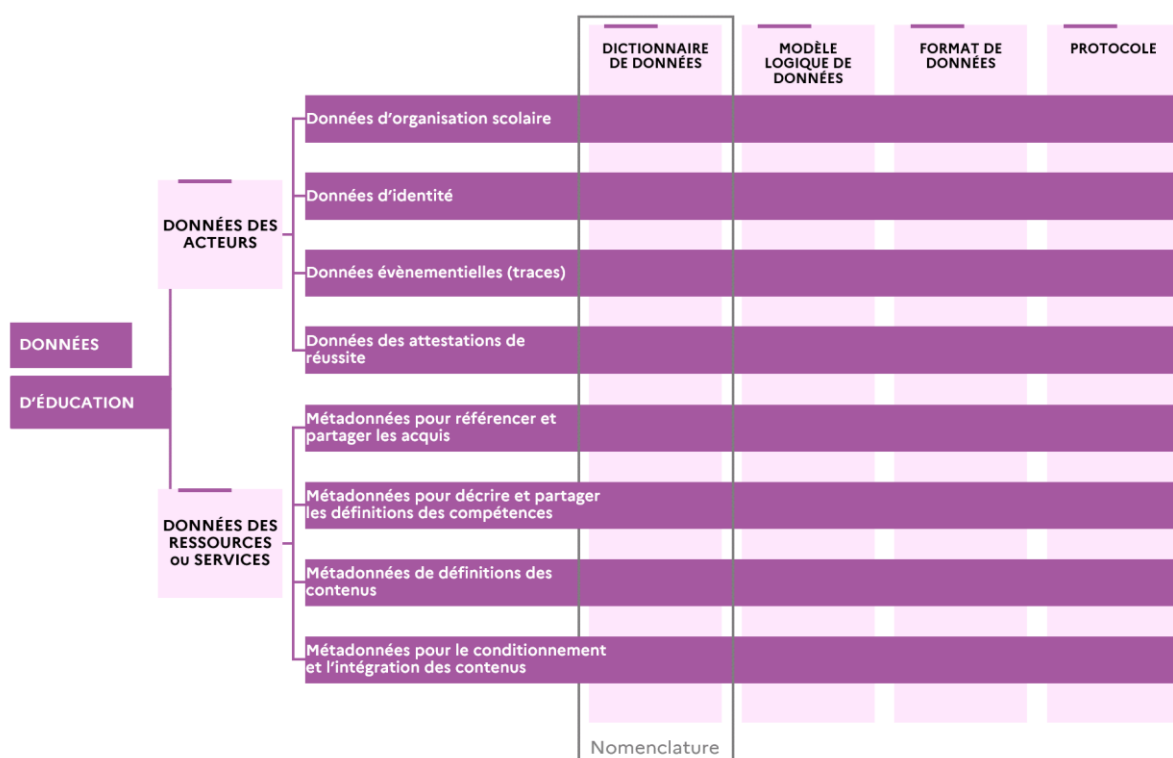 DICTIONNAIRE
DE DONNÉES
MODÈLE
LOGIQUE DE
DONNÉES
FORMAT DE
DONNÉES
PROTOCOLE
DONNÉES
D'ÉDUCATION
DONNÉES DES
ACTEURS
Données d'organisation scolaire
Données d'identité
Données évènementielles (traces)
Données des attestations de
réussite
DONNÉES DES
RESSOURCES
ou SERVICES
Métadonnées pour référencer et
partager les acquis
Métadonnées pour décrire et partager
les définitions des compétences
Métadonnées de définitions des
contenus
Métadonnées pour le conditionnement
et l'intégration des contenus
Nomenclature